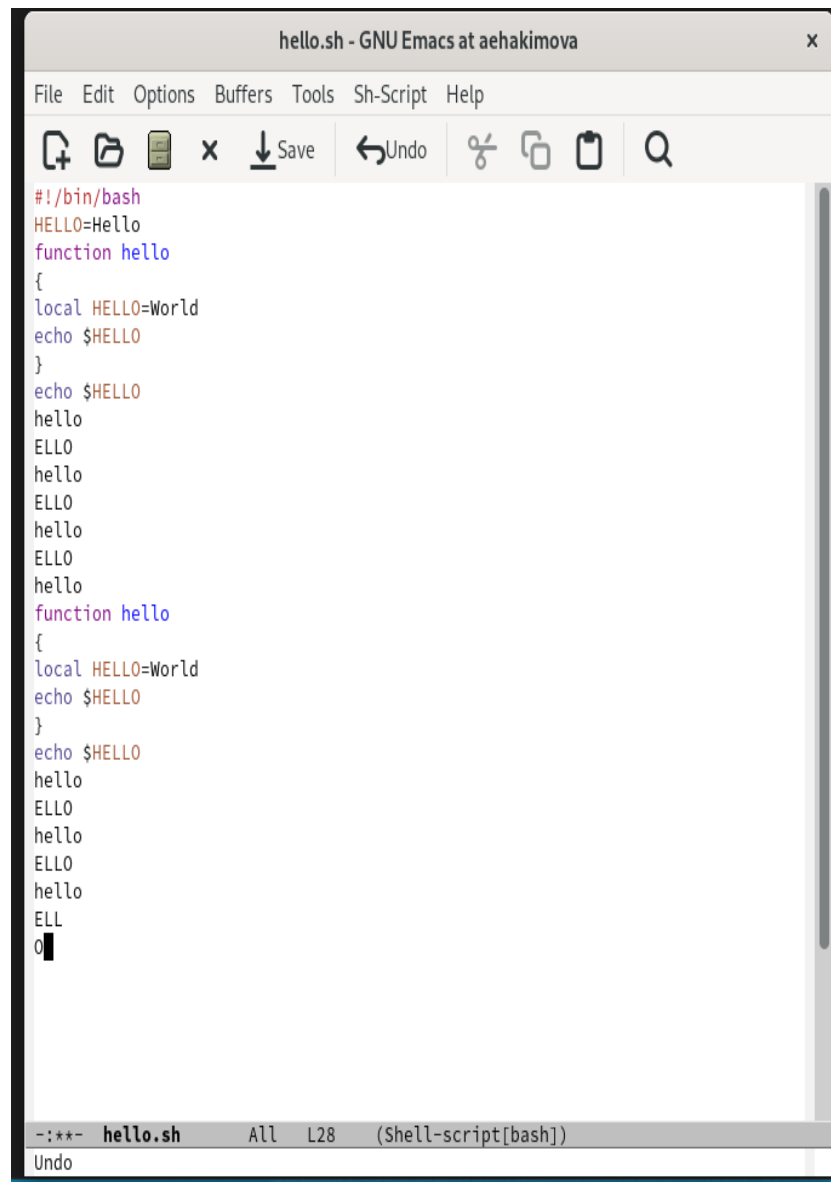 hello.sh - GNU Emacs at aehakimova x
File Edit Options Buffers Tools Sh-Script Help
Save Undo
#!/bin/bash
HELLO=Hello
function hello
{
local HELLO=World
echo $HELLO
}
echo $HELLO
hello
ELLO
hello
ELLO
hello
ELLO
hello
function hello
{
local HELLO=World
echo $HELLO
}
echo $HELLO
hello
ELLO
hello
ELLO
hello
ELL
O
-:**- hello.sh All L28 (Shell-script[bash])
Undo